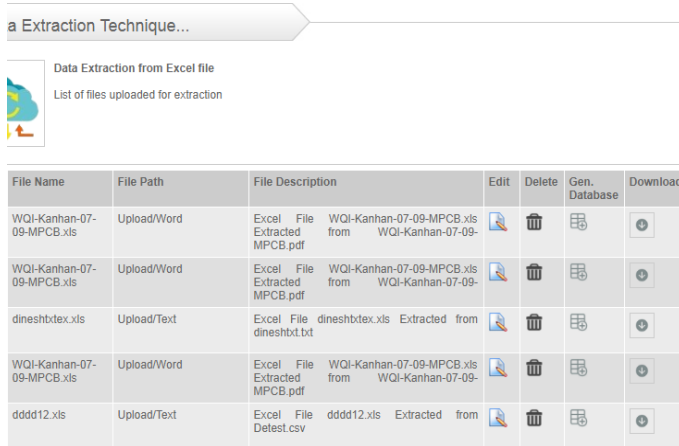 a Extraction Technique...
Data Extraction from Excel file
List of files uploaded for extraction
File Name File Path File Description Edit Delete Gen. Database Download
WQI-Kanhan-07-09-MPCB.xls Upload/Word Excel File WQI-Kanhan-07-09-MPCB.xls Extracted from WQI-Kanhan-07-09-MPCB.pdf
WQI-Kanhan-07-09-MPCB.xls Upload/Word Excel File WQI-Kanhan-07-09-MPCB.xls Extracted from WQI-Kanhan-07-09-MPCB.pdf
dineshtxtex.xls Upload/Text Excel File dineshtxtex.xls Extracted from dineshtxt.txt
WQI-Kanhan-07-09-MPCB.xls Upload/Word Excel File WQI-Kanhan-07-09-MPCB.xls Extracted from WQI-Kanhan-07-09-MPCB.pdf
dddd12.xls Upload/Text Excel File dddd12.xls Extracted from Detest.csv